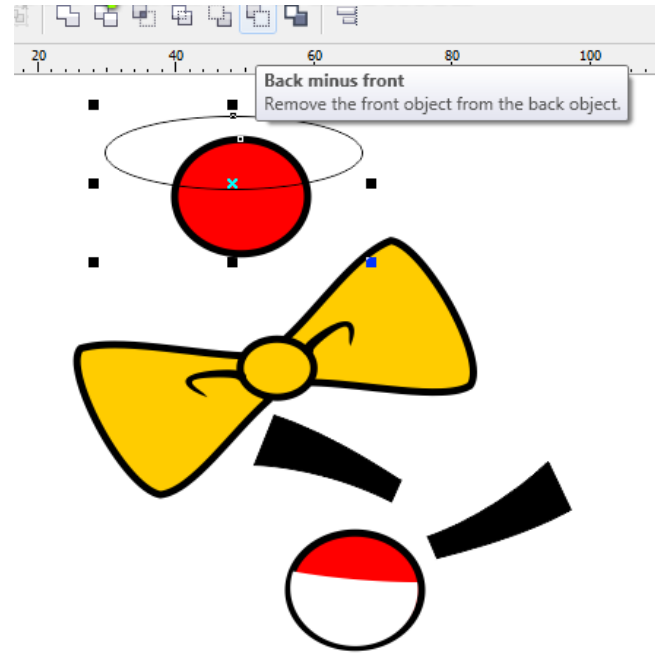 20 40 60 80 100
Back minus front
Remove the front object from the back object.